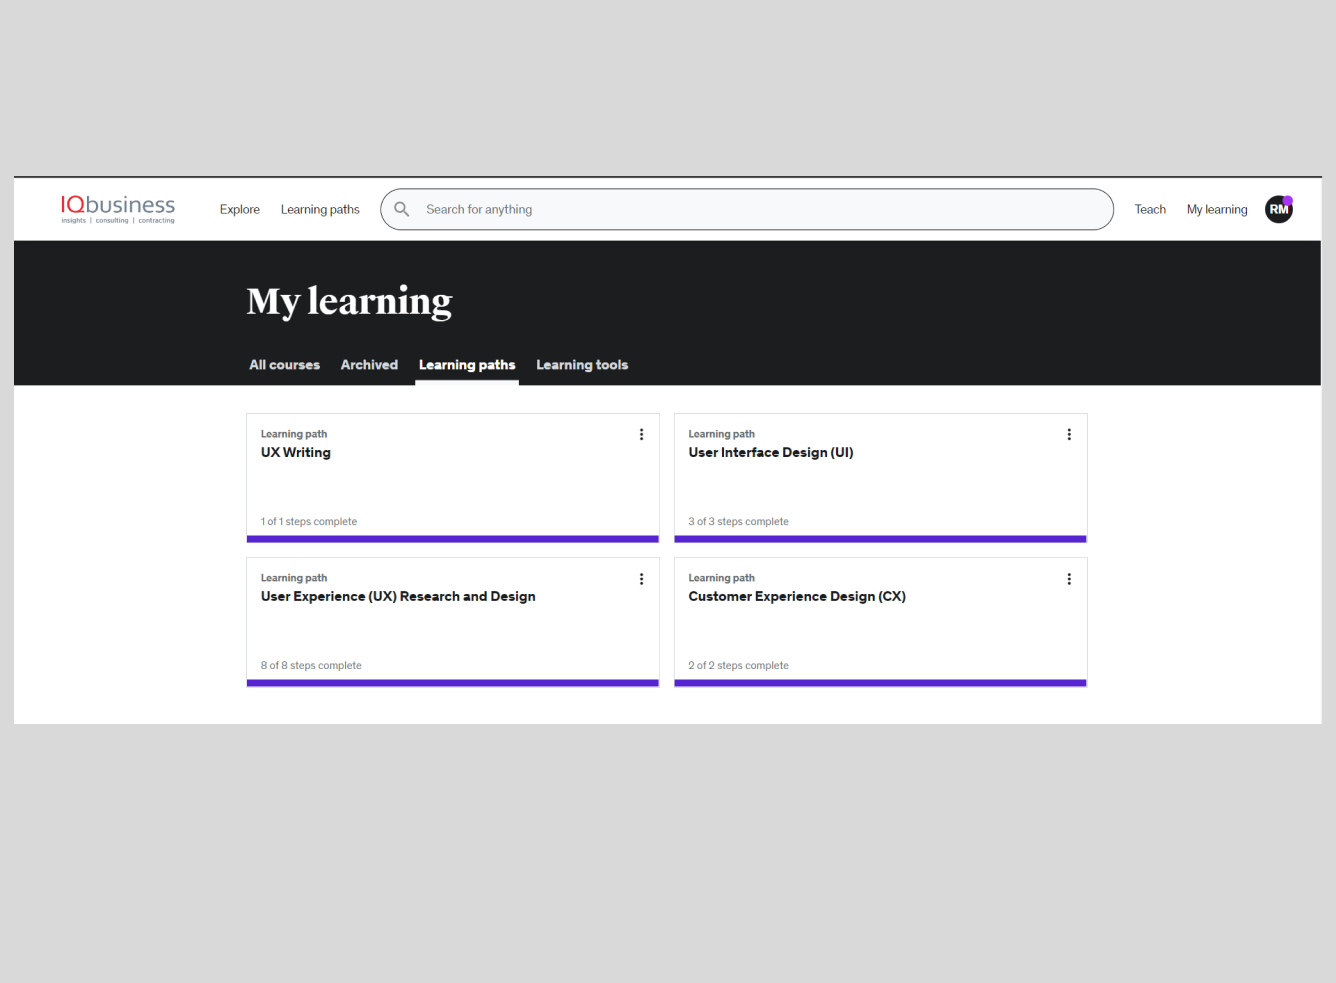 IQbusiness
insights | consulting | contracting
Explore
Learning paths
Search for anything
Teach
My learning
RM
My learning
All courses
Archived
Learning paths
Learning tools
Learning path
UX Writing
1 of 1 steps complete
Learning path
User Interface Design (UI)
3 of 3 steps complete
Learning path
User Experience (UX) Research and Design
8 of 8 steps complete
Learning path
Customer Experience Design (CX)
2 of 2 steps complete